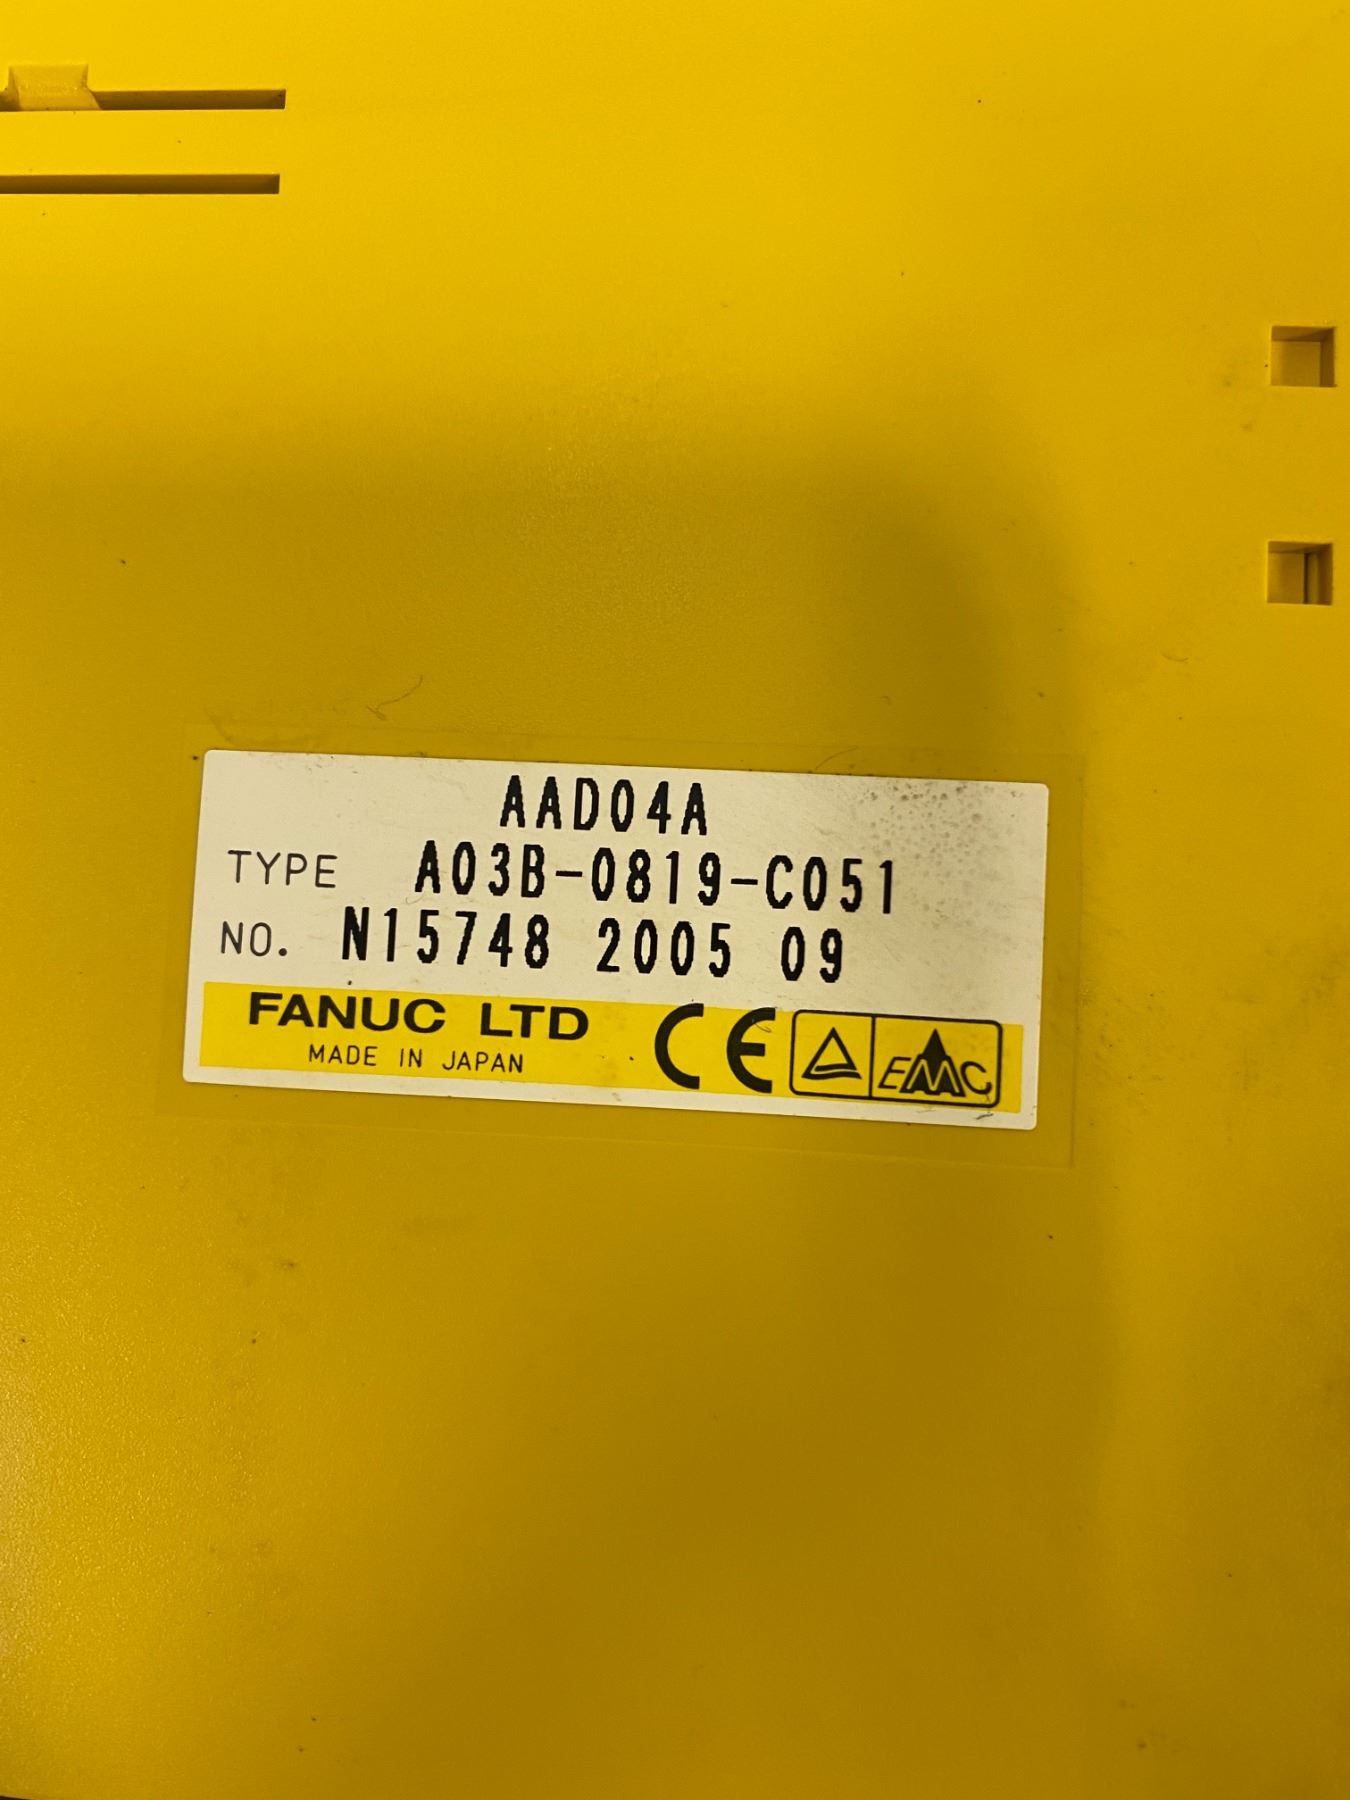 AAD04A
TYPE A03B-0819-C051
NO. N15748 2005 09
FANUC LTD
MADE IN JAPAN
CE
EMC